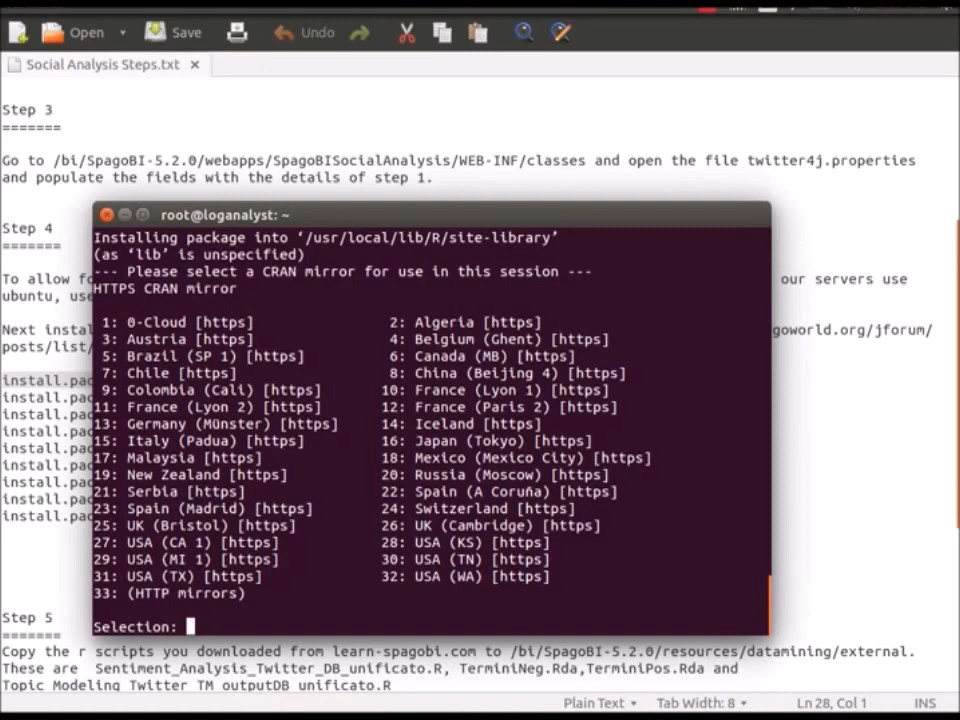 Open Save Undo
Social Analysis Steps.txt
Step 3
=======
Go to /bi/SpagoBI-5.2.0/webapps/SpagoBISocialAnalysis/WEB-INF/classes and open the file twitter4j.properties
and populate the fields with the details of step 1.
Step 4
=======
To allow fo our servers use
ubuntu, use
Next instal goworld.org/jforum/
posts/list/
install.pac
install.pac
install.pac
install.pac
install.pac
install.pac
install.pac
install.pac
install.pac
root@loganalyst: ~
Installing package into ‘/usr/local/lib/R/site-library’
(as ‘lib’ is unspecified)
--- Please select a CRAN mirror for use in this session ---
HTTPS CRAN mirror
1: 0-Cloud [https] 2: Algeria [https]
3: Austria [https] 4: Belgium (Ghent) [https]
5: Brazil (SP 1) [https] 6: Canada (MB) [https]
7: Chile [https] 8: China (Beijing 4) [https]
9: Colombia (Cali) [https] 10: France (Lyon 1) [https]
11: France (Lyon 2) [https] 12: France (Paris 2) [https]
13: Germany (Münster) [https] 14: Iceland [https]
15: Italy (Padua) [https] 16: Japan (Tokyo) [https]
17: Malaysia [https] 18: Mexico (Mexico City) [https]
19: New Zealand [https] 20: Russia (Moscow) [https]
21: Serbia [https] 22: Spain (A Coruña) [https]
23: Spain (Madrid) [https] 24: Switzerland [https]
25: UK (Bristol) [https] 26: UK (Cambridge) [https]
27: USA (CA 1) [https] 28: USA (KS) [https]
29: USA (MI 1) [https] 30: USA (TN) [https]
31: USA (TX) [https] 32: USA (WA) [https]
33: (HTTP mirrors)
Selection:
Step 5
=======
Copy the r scripts you downloaded from learn-spagobi.com to /bi/SpagoBI-5.2.0/resources/datamining/external.
These are Sentiment_Analysis_Twitter_DB_unificato.R, TerminiNeg.Rda,TerminiPos.Rda and
Topic_Modeling_Twitter_TM_outputDB_unificato.R
Plain Text Tab Width: 8 Ln 28, Col 1 INS